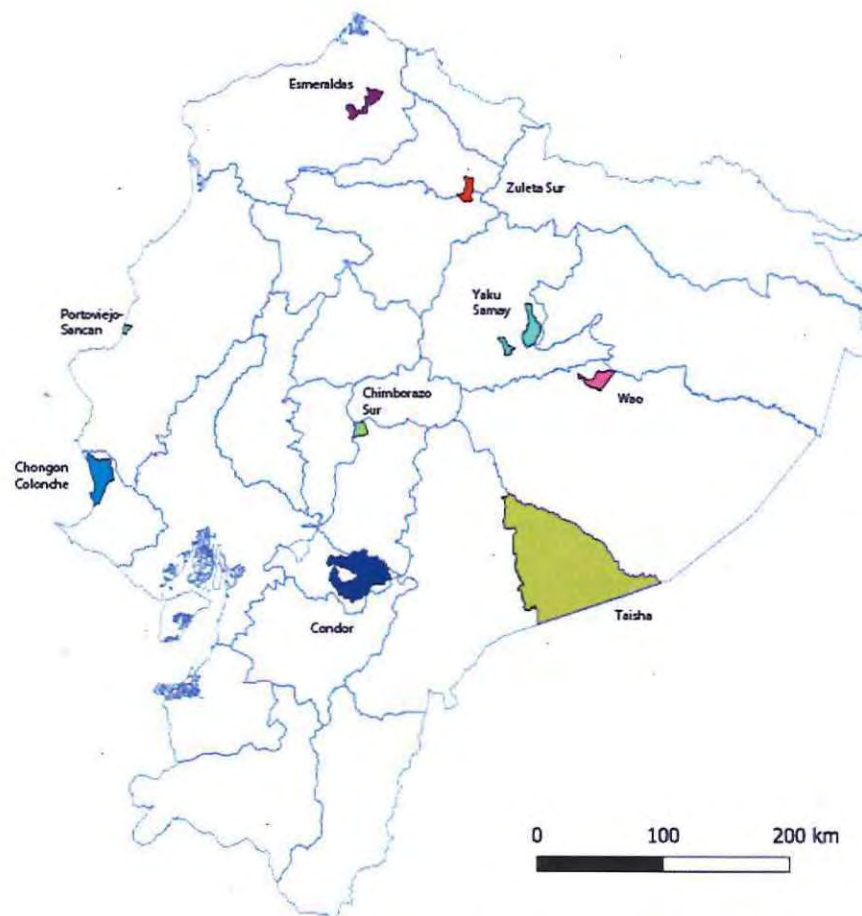 Esmeraldas
Zuleta Sur
Yaku
Samay
Portoviejo-
Sancan
Chimborazo
Sur
Wao
Chongon
Colonche
Taisha
Condor
0 100 200 km